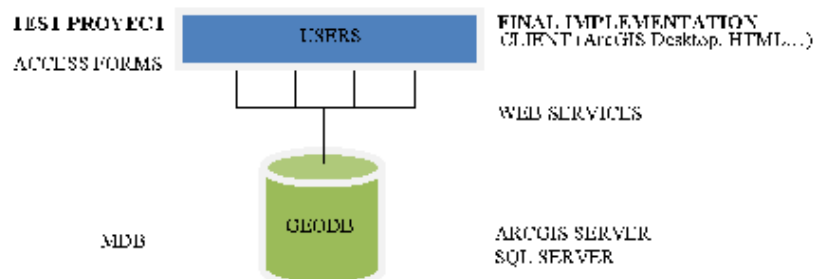 TEST PROYECT
USERS
FINAL IMPLEMENTATION
CLIENT (ArcGIS Desktop, HTML...)
ACCESS FORMS
WEB SERVICES
GEODB
MDB
ARCGIS SERVER
SQL SERVER